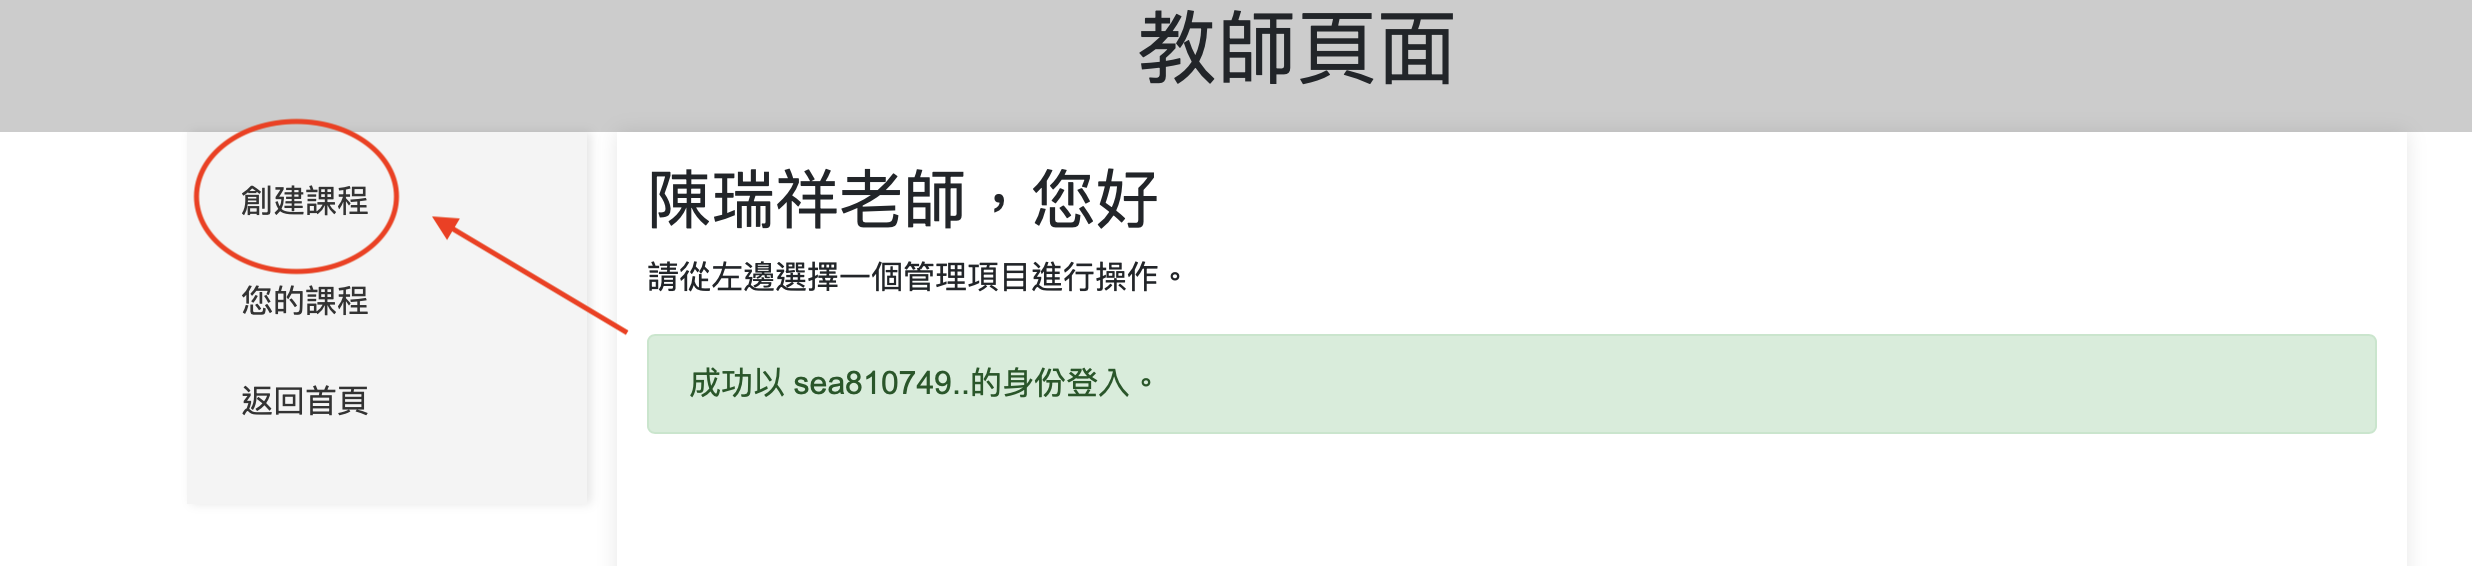 教師頁面
創建課程
您的課程
返回首頁
陳瑞祥老師，您好
請從左邊選擇一個管理項目進行操作。
成功以 sea810749..的身份登入。